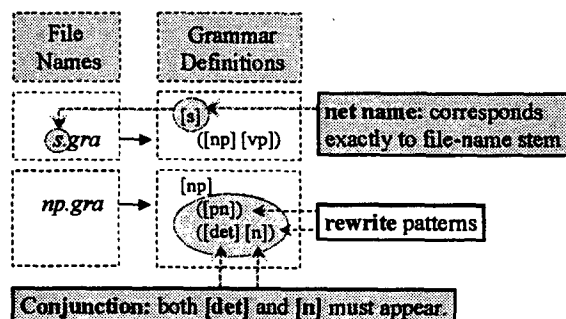 File Names
Grammar Definitions
[s]
s.gra
([np] [vp])
net name: corresponds
exactly to file-name stem
[np]
np.gra
([pn])
([det] [n])
rewrite patterns
Conjunction: both [det] and [n] must appear.